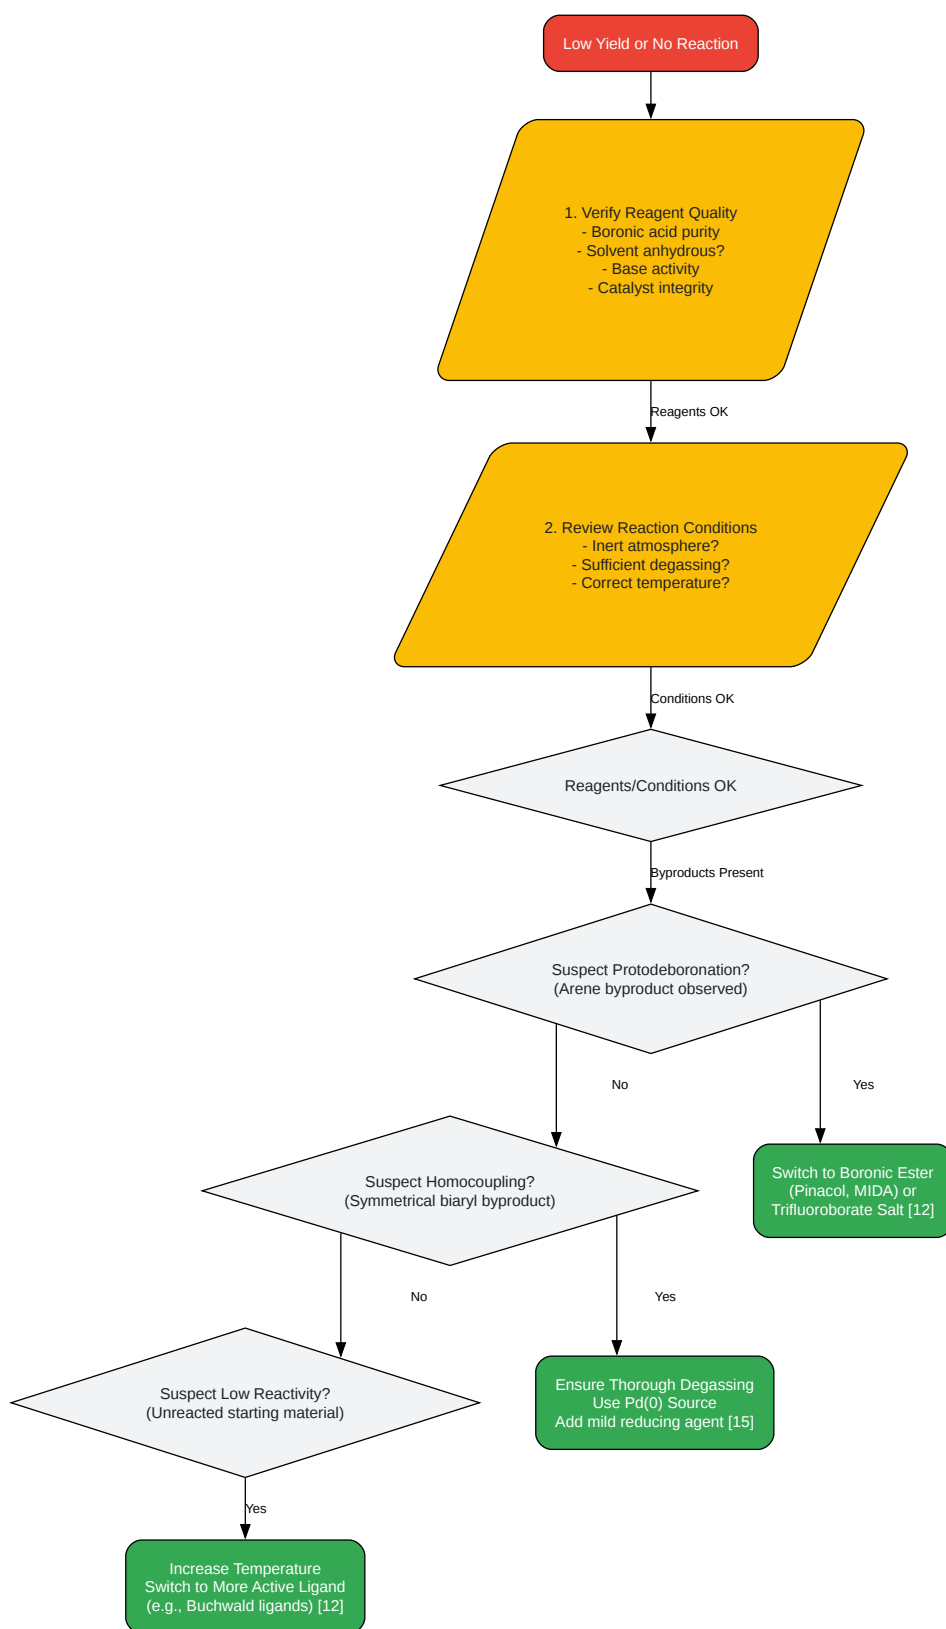 Low Yield or No Reaction
1. Verify Reagent Quality
- Boronic acid purity
- Solvent anhydrous?
- Base activity
- Catalyst integrity
Reagents OK
2. Review Reaction Conditions
- Inert atmosphere?
- Sufficient degassing?
- Correct temperature?
Conditions OK
Reagents/Conditions OK
Byproducts Present
Suspect Protodeboronation?
(Arene byproduct observed)
No
Yes
Switch to Boronic Ester
(Pinacol, MIDA) or
Trifluoroborate Salt [12]
Suspect Homocoupling?
(Symmetrical biaryl byproduct)
No
Yes
Ensure Thorough Degassing
Use Pd(0) Source
Add mild reducing agent [15]
Suspect Low Reactivity?
(Unreacted starting material)
Yes
Increase Temperature
Switch to More Active Ligand
(e.g., Buchwald ligands) [12]